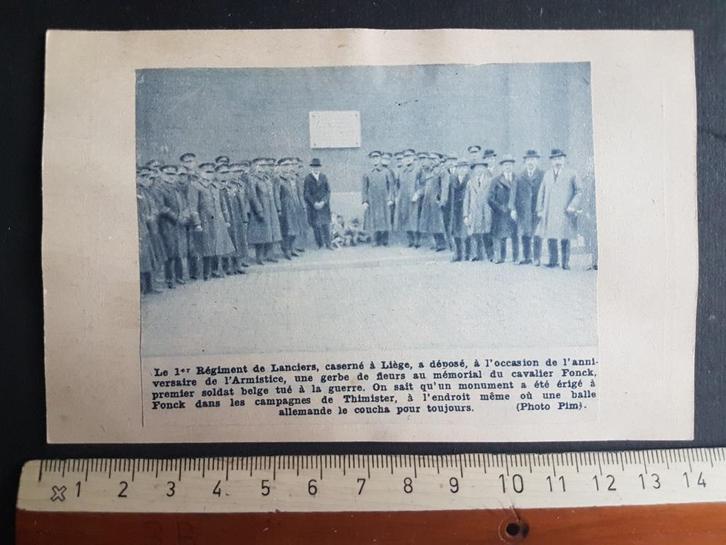 Le 1er Régiment de Lanciers, caserné à Liège, a déposé, à l'occasion de l'anni-
versaire de l'Armistice, une gerbe de fleurs au mémorial du cavalier Fonck,
premier soldat belge tué à la guerre. On sait qu'un monument a été érigé à
Fonck dans les campagnes de Thimister, à l'endroit même où une balle
allemande le coucha pour toujours. (Photo Pim).
1 2 3 4 5 6 7 8 9 10 11 12 13 14